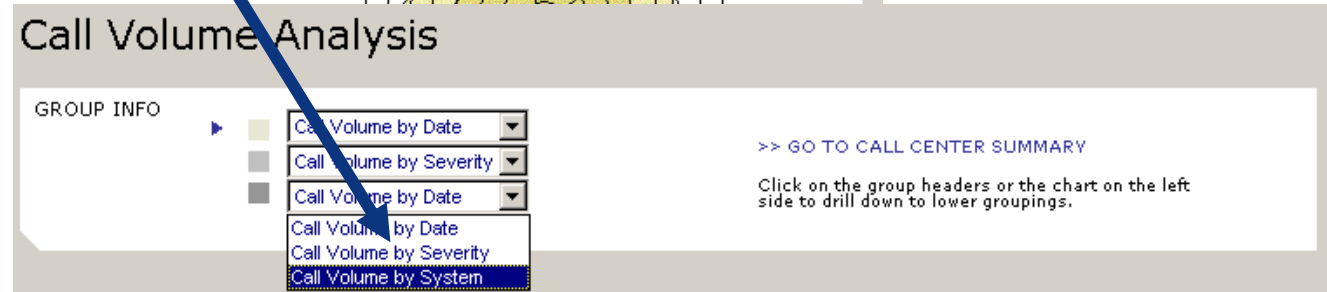 Call Volume Analysis
GROUP INFO
Call Volume by Date
Call Volume by Severity
Call Volume by Date
Call Volume by Date
Call Volume by Severity
Call Volume by System
>> GO TO CALL CENTER SUMMARY
Click on the group headers or the chart on the left
side to drill down to lower groupings.